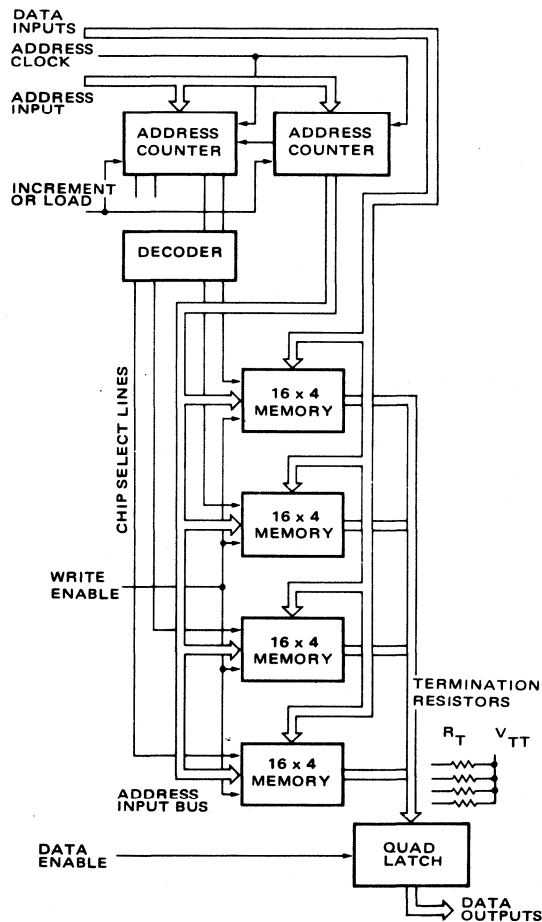 DATA
INPUTS
ADDRESS
CLOCK
ADDRESS
INPUT
ADDRESS
COUNTER
ADDRESS
COUNTER
INCREMENT
OR LOAD
DECODER
CHIP SELECT LINES
16 x 4
MEMORY
16 x 4
MEMORY
WRITE
ENABLE
16 x 4
MEMORY
TERMINATION
RESISTORS
RT VTT
16 x 4
MEMORY
ADDRESS
INPUT BUS
DATA
ENABLE
QUAD
LATCH
DATA
OUTPUTS